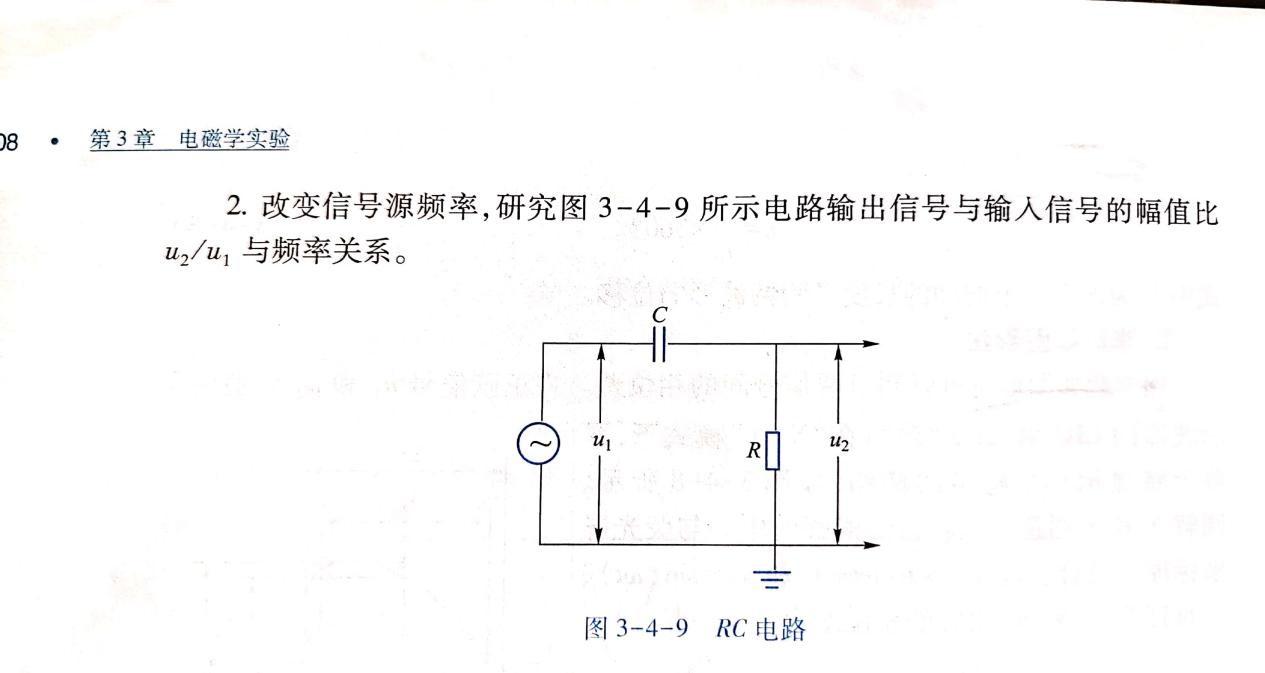 08 • 第3章 电磁学实验
2. 改变信号源频率,研究图 3-4-9 所示电路输出信号与输入信号的幅值比
u₂/u₁ 与频率关系。
C
u₁
R
u₂
图 3-4-9 RC 电路